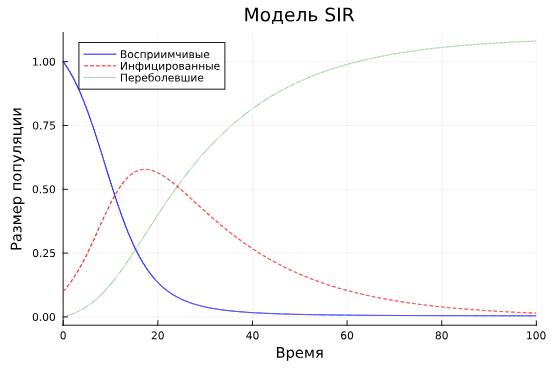 Модель SIR
Восприимчивые
Инфицированные
Переболевшие
Размер популяции
1.00
0.75
0.50
0.25
0.00
0
20
40
60
80
100
Время